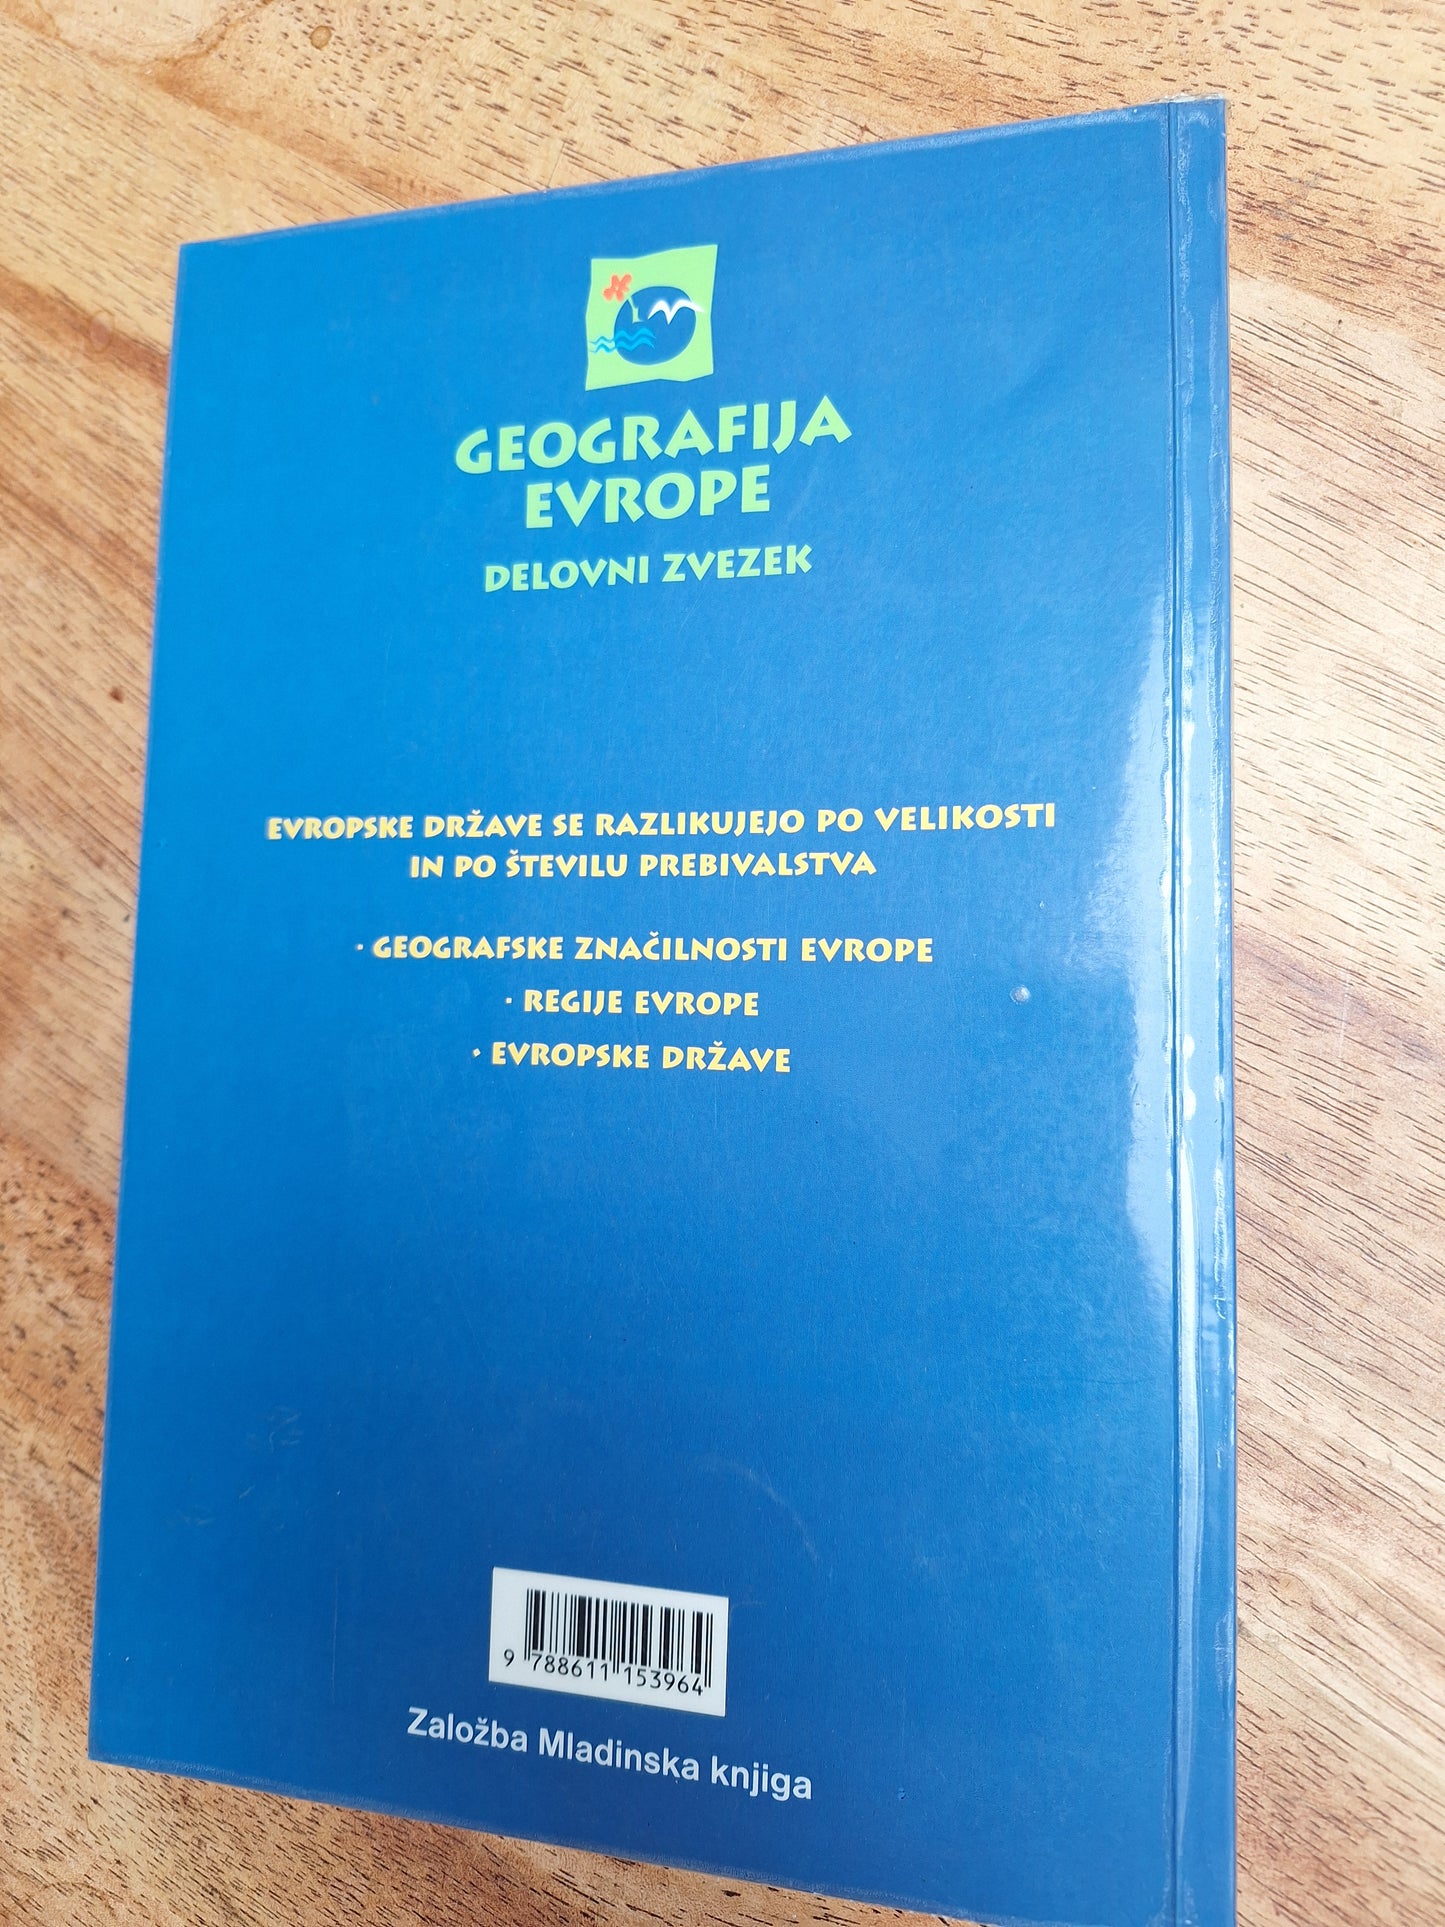 GEOGRAFIJA
EVROPE
DELOVNI ZVEZEK
EVROPSKE DRŽAVE SE RAZLIKUJEJO PO VELIKOSTI
IN PO ŠTEVILU PREBIVALSTVA
· GEOGRAFSKE ZNAČILNOSTI EVROPE
· REGIJE EVROPE
· EVROPSKE DRŽAVE
9 788611 153964
Založba Mladinska knjiga